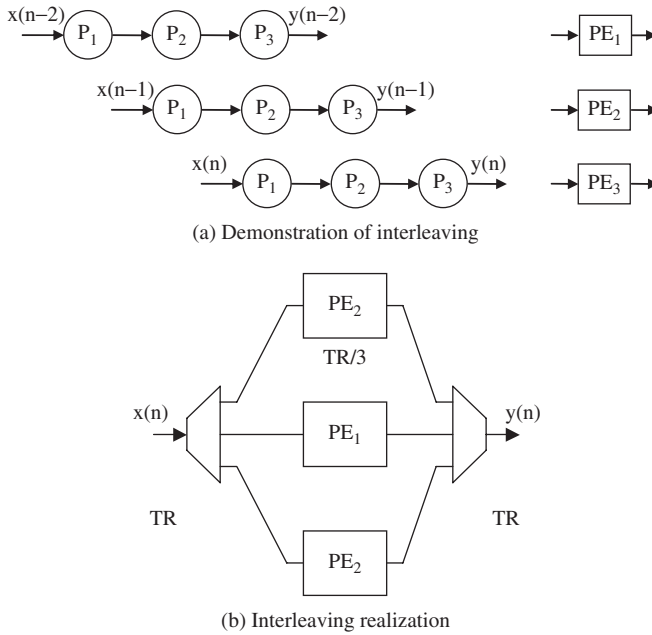 x(n−2) P1 P2 P3 y(n−2) PE1
x(n−1) P1 P2 P3 y(n−1) PE2
x(n) P1 P2 P3 y(n) PE3
(a) Demonstration of interleaving
PE2
TR/3
x(n) PE1 y(n)
TR TR
PE2
(b) Interleaving realization